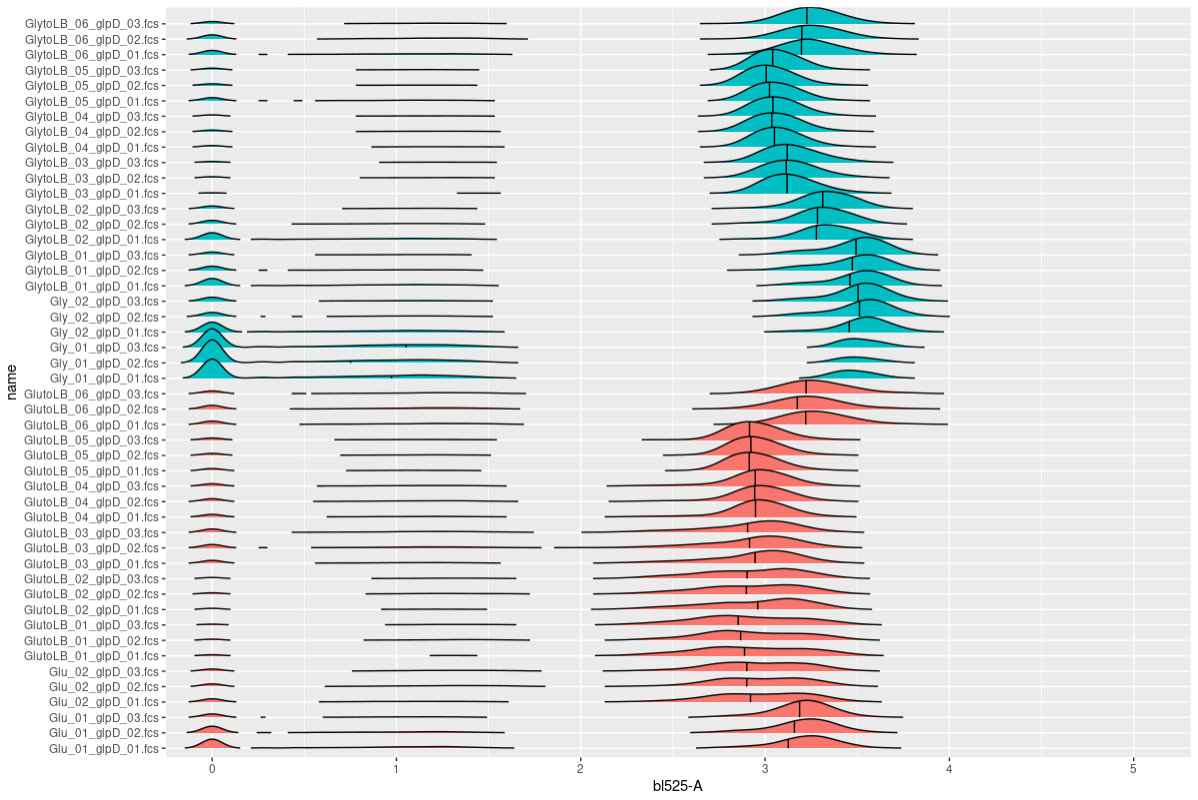 GlytoLB_06_glpD_03.fcs
GlytoLB_06_glpD_02.fcs
GlytoLB_06_glpD_01.fcs
GlytoLB_05_glpD_03.fcs
GlytoLB_05_glpD_02.fcs
GlytoLB_05_glpD_01.fcs
GlytoLB_04_glpD_03.fcs
GlytoLB_04_glpD_02.fcs
GlytoLB_04_glpD_01.fcs
GlytoLB_03_glpD_03.fcs
GlytoLB_03_glpD_02.fcs
GlytoLB_03_glpD_01.fcs
GlytoLB_02_glpD_03.fcs
GlytoLB_02_glpD_02.fcs
GlytoLB_02_glpD_01.fcs
GlytoLB_01_glpD_03.fcs
GlytoLB_01_glpD_02.fcs
GlytoLB_01_glpD_01.fcs
Gly_02_glpD_03.fcs
Gly_02_glpD_02.fcs
Gly_02_glpD_01.fcs
Gly_01_glpD_03.fcs
Gly_01_glpD_02.fcs
Gly_01_glpD_01.fcs
GlutoLB_06_glpD_03.fcs
GlutoLB_06_glpD_02.fcs
GlutoLB_06_glpD_01.fcs
GlutoLB_05_glpD_03.fcs
GlutoLB_05_glpD_02.fcs
GlutoLB_05_glpD_01.fcs
GlutoLB_04_glpD_03.fcs
GlutoLB_04_glpD_02.fcs
GlutoLB_04_glpD_01.fcs
GlutoLB_03_glpD_03.fcs
GlutoLB_03_glpD_02.fcs
GlutoLB_03_glpD_01.fcs
GlutoLB_02_glpD_03.fcs
GlutoLB_02_glpD_02.fcs
GlutoLB_02_glpD_01.fcs
GlutoLB_01_glpD_03.fcs
GlutoLB_01_glpD_02.fcs
GlutoLB_01_glpD_01.fcs
Glu_02_glpD_03.fcs
Glu_02_glpD_02.fcs
Glu_02_glpD_01.fcs
Glu_01_glpD_03.fcs
Glu_01_glpD_02.fcs
Glu_01_glpD_01.fcs
name
0 1 2 3 4 5
bl525-A